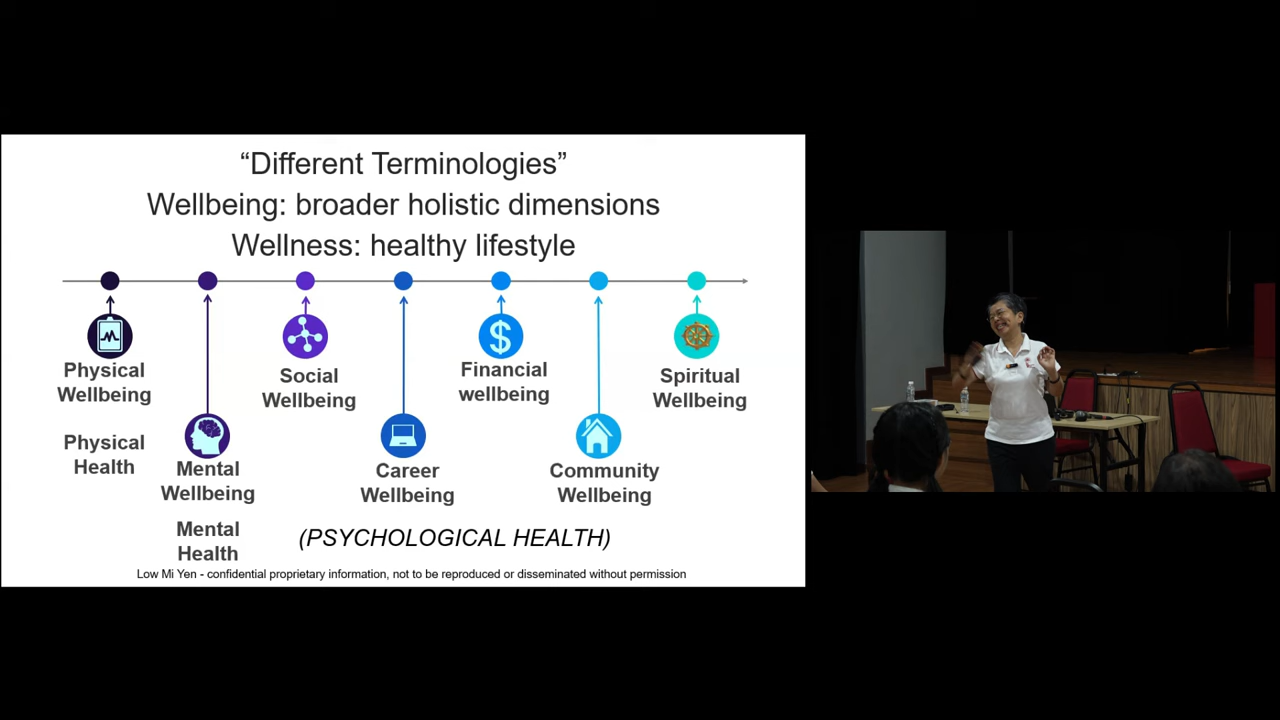 “Different Terminologies”
Wellbeing: broader holistic dimensions
Wellness: healthy lifestyle
Physical
Wellbeing
Physical
Health
Mental
Wellbeing
Mental
Health
Social
Wellbeing
Career
Wellbeing
Financial
wellbeing
Community
Wellbeing
Spiritual
Wellbeing
(PSYCHOLOGICAL HEALTH)
Low Mi Yen - confidential proprietary information, not to be reproduced or disseminated without permission